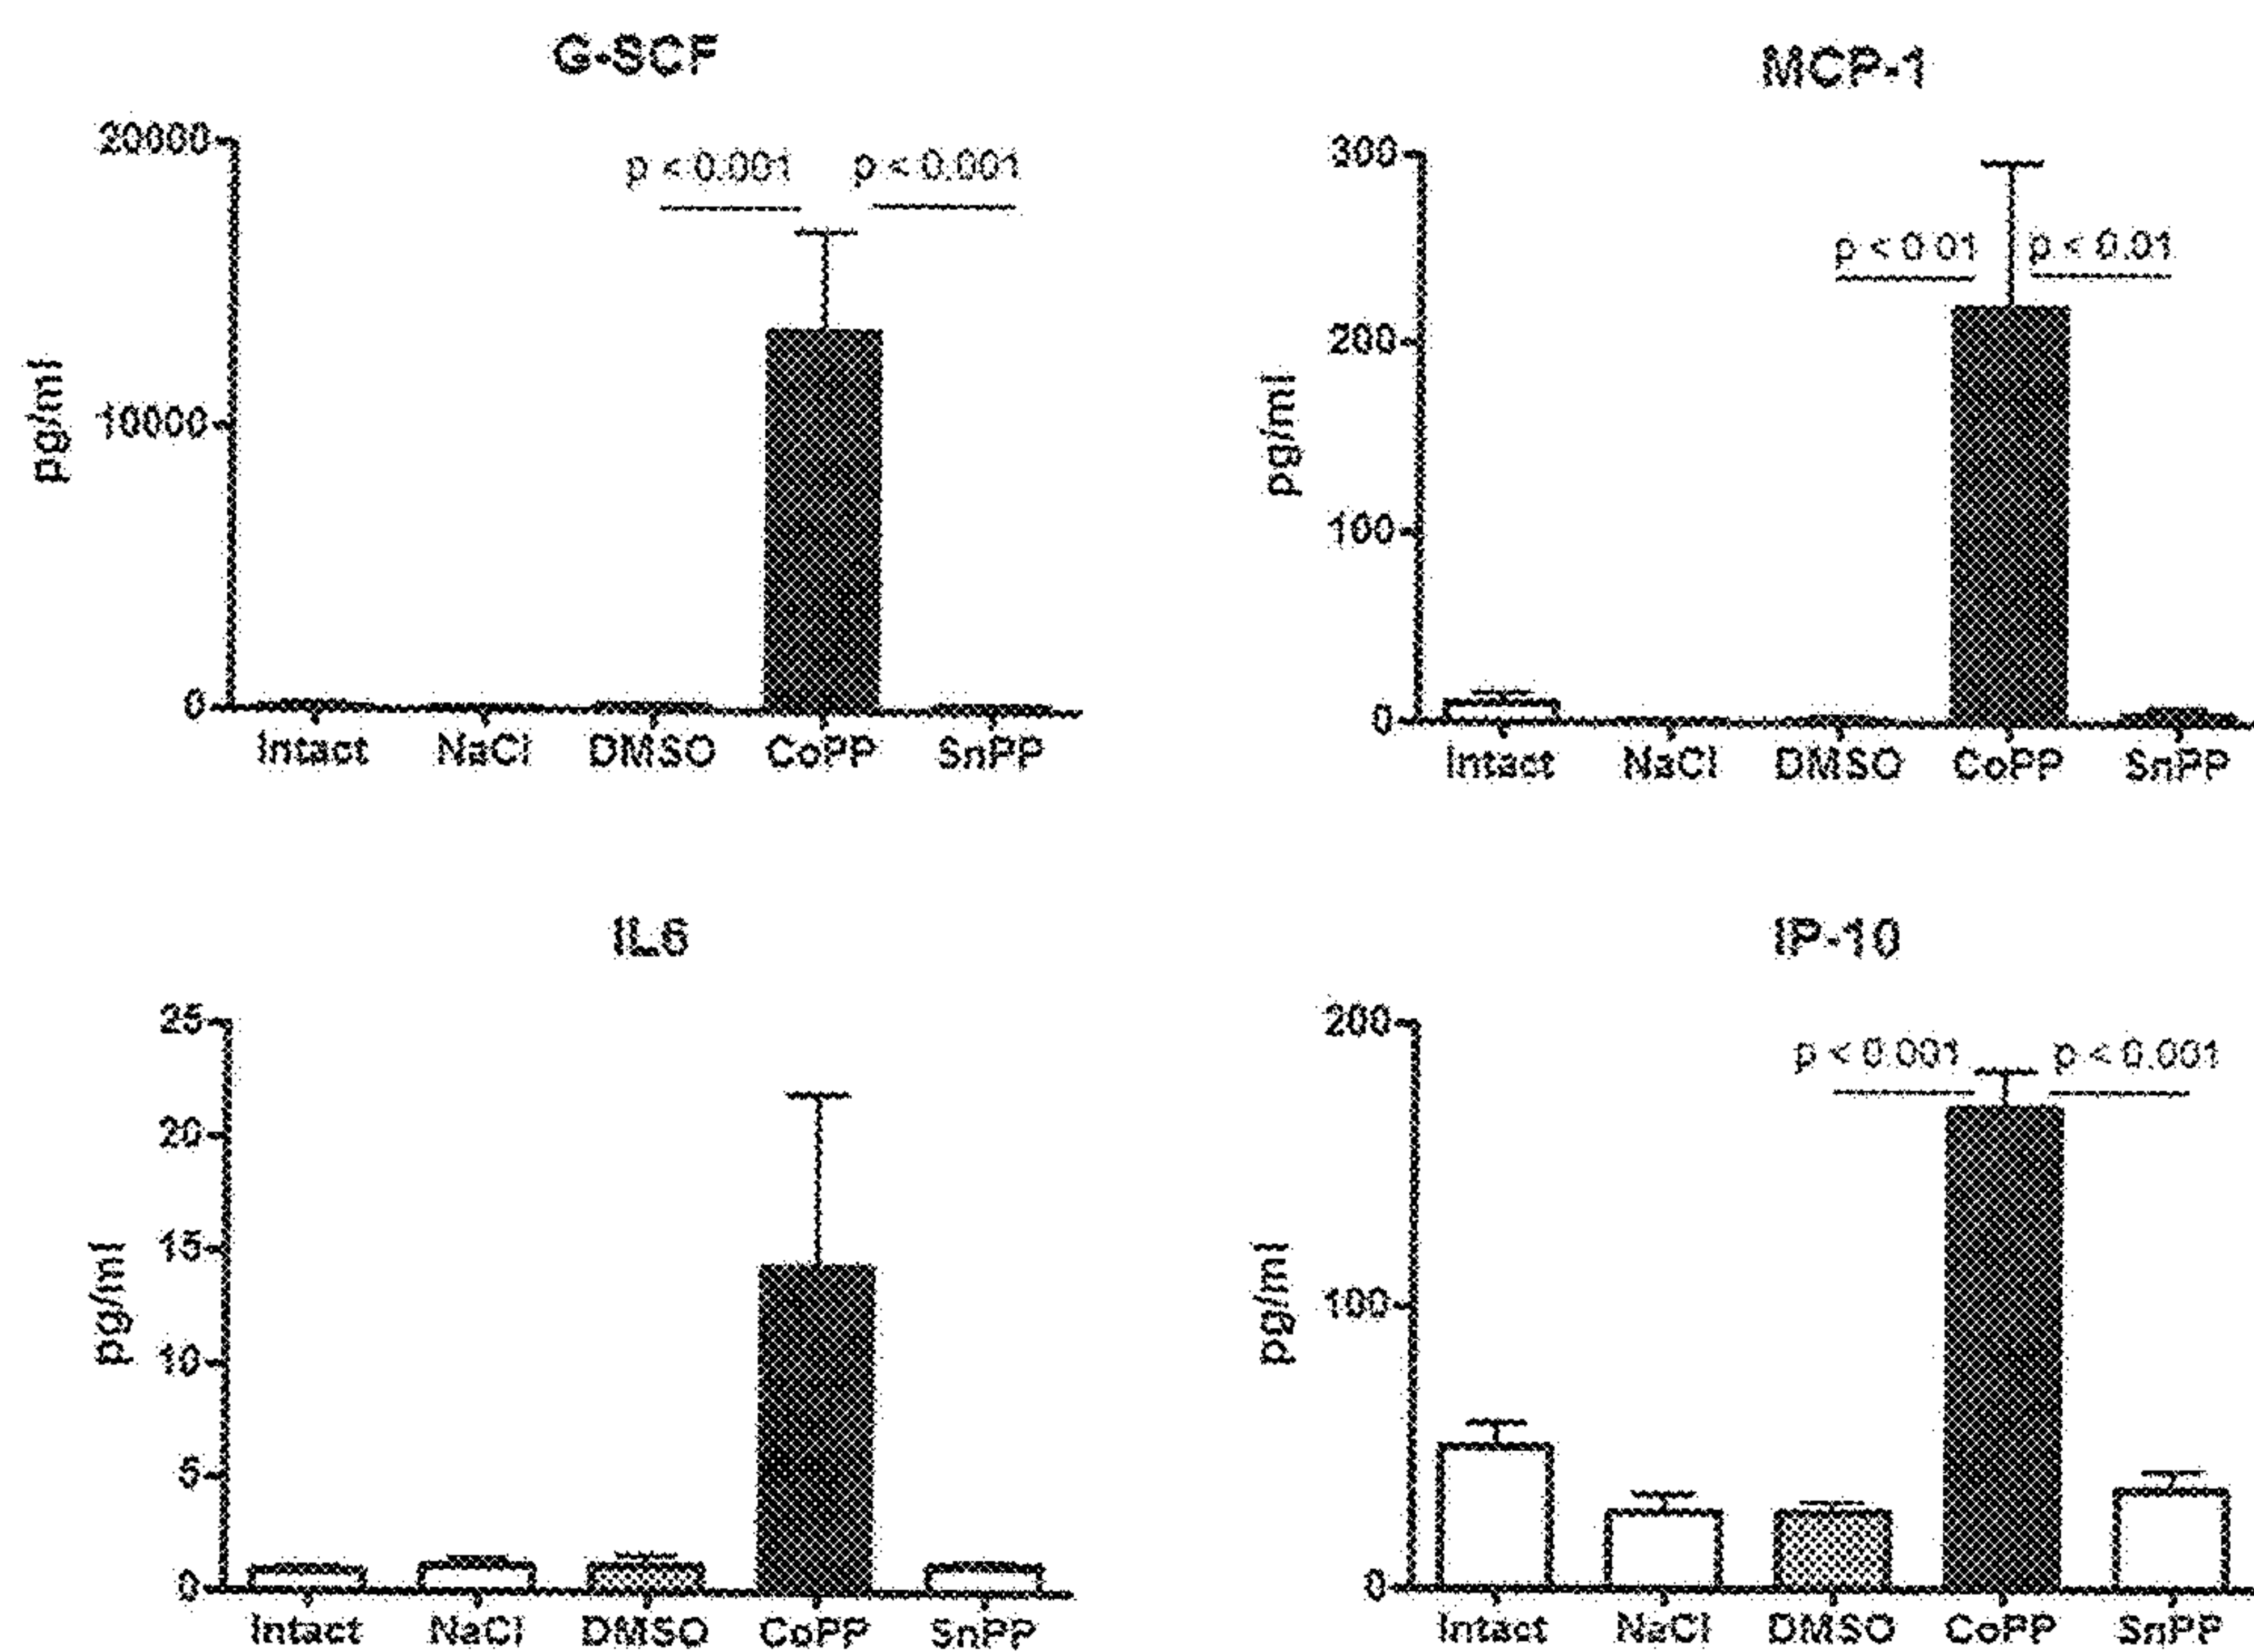 G-SCF
20000
p < 0.001 p < 0.001
pg/ml
10000
0
Intact NaCl DMSO CoPP SnPP
MCP-1
300
p < 0.01 p < 0.01
200
pg/ml
100
0
Intact NaCl DMSO CoPP SnPP
IL6
25
20
15
pg/ml
10
5
0
Intact NaCl DMSO CoPP SnPP
IP-10
200
p < 0.001 p < 0.001
100
pg/ml
0
Intact NaCl DMSO CoPP SnPP